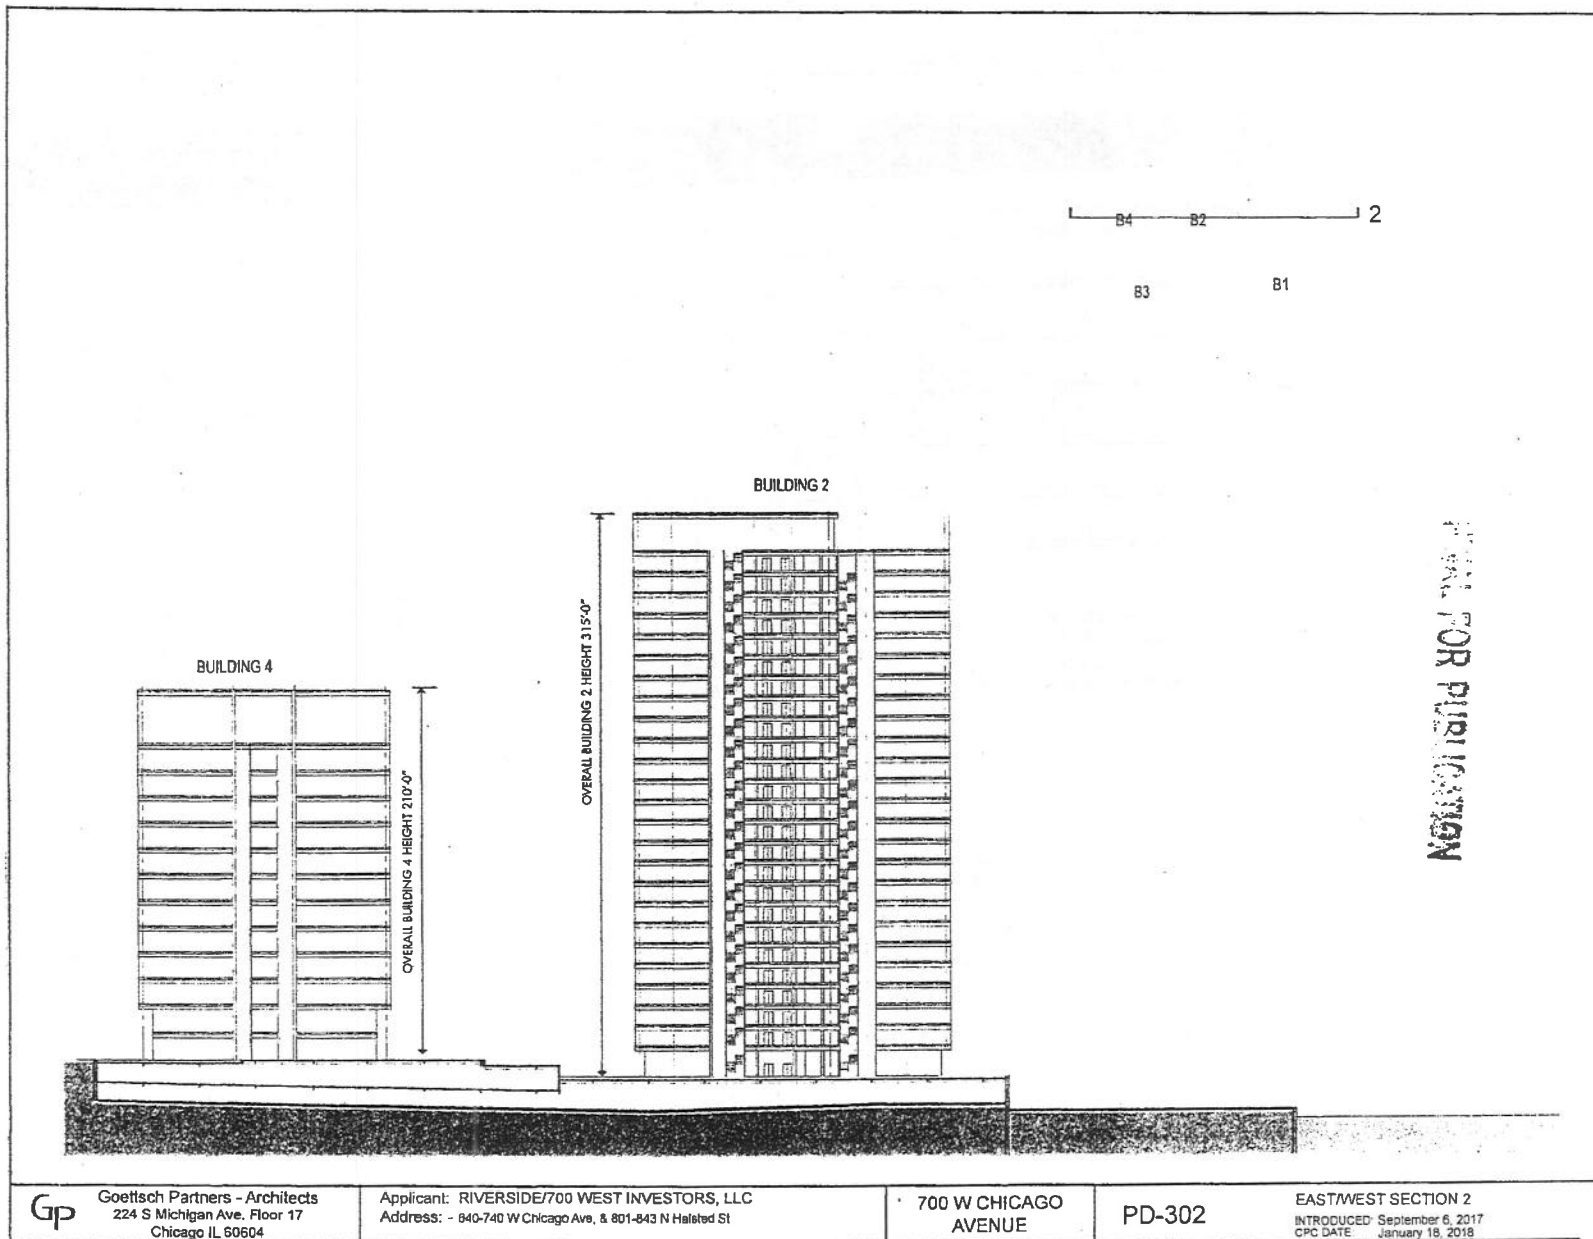 B4 B2 2
B3 B1
BUILDING 2
BUILDING 4
OVERALL BUILDING 2 HEIGHT 315'-0"
OVERALL BUILDING 4 HEIGHT 210'-0"
FOR PUBLICATION
GP
Goettsch Partners - Architects
224 S Michigan Ave. Floor 17
Chicago IL 60604
Applicant: RIVERSIDE/700 WEST INVESTORS, LLC
Address: - 640-740 W Chicago Ave, & 801-843 N Halsted St
700 W CHICAGO
AVENUE
PD-302
EAST/WEST SECTION 2
INTRODUCED: September 6, 2017
CPC DATE: January 18, 2018